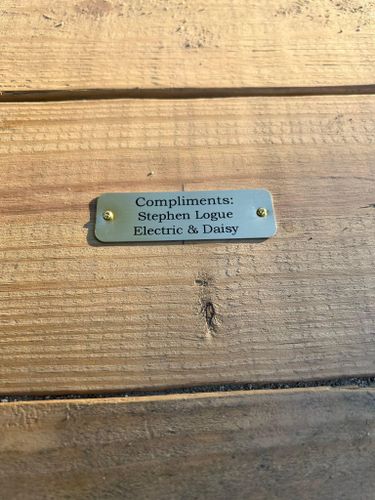 Compliments:
Stephen Logue
Electric & Daisy